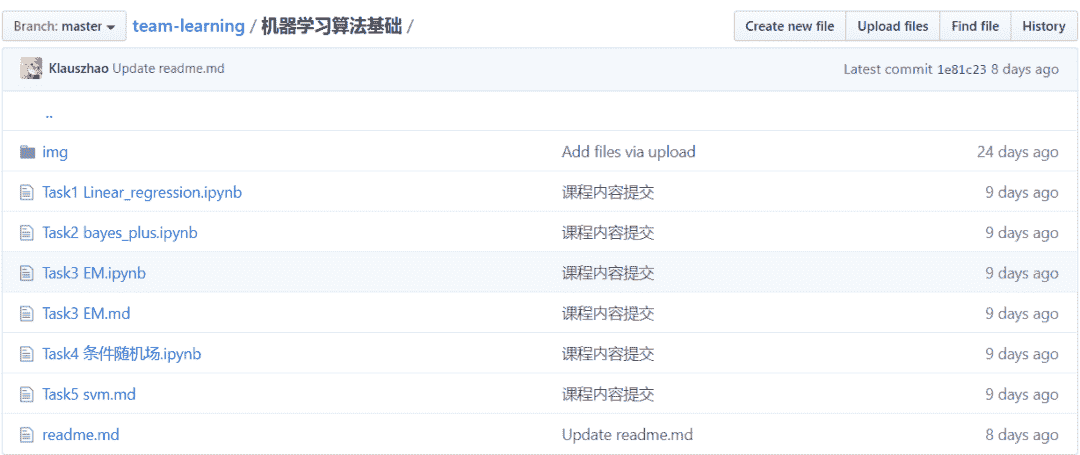 Branch: master team-learning / 机器学习算法基础 / Create new file Upload files Find file History
Klauszhao Update readme.md Latest commit 1e81c23 8 days ago
..
img Add files via upload 24 days ago
Task1 Linear_regression.ipynb 课程内容提交 9 days ago
Task2 bayes_plus.ipynb 课程内容提交 9 days ago
Task3 EM.ipynb 课程内容提交 9 days ago
Task3 EM.md 课程内容提交 9 days ago
Task4 条件随机场.ipynb 课程内容提交 9 days ago
Task5 svm.md 课程内容提交 9 days ago
readme.md Update readme.md 8 days ago